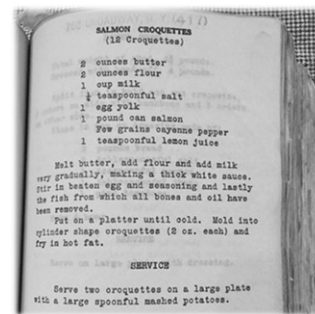 SALMON CROQUETTES
(12 Croquettes)
2 ounces butter
2 ounces flour
1 cup milk
½ teaspoonful salt
1 egg yolk
1 pound can salmon
Few grains cayenne pepper
1 teaspoonful lemon juice
Melt butter, add flour and add milk
very gradually, making a thick white sauce.
Stir in beaten egg and seasoning and lastly
the fish from which all bones and oil have
been removed.
Put on a platter until cold. Mold into
cylinder shape croquettes (2 oz. each) and
fry in hot fat.
SERVICE
Serve two croquettes on a large plate
with a large spoonful mashed potatoes.